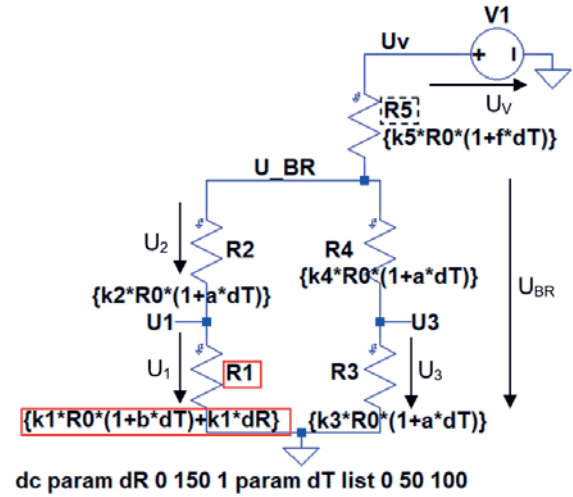 V1
Uv
+ −
U_V
R5
{k5*R0*(1+f*dT)}
U_BR
U₂
R2
R4
{k4*R0*(1+a*dT)}
{k2*R0*(1+a*dT)}
U_BR
U1
U3
U₁
R1
R3
U₃
{k1*R0*(1+b*dT)+k1*dR}
{k3*R0*(1+a*dT)}
dc param dR 0 150 1 param dT list 0 50 100